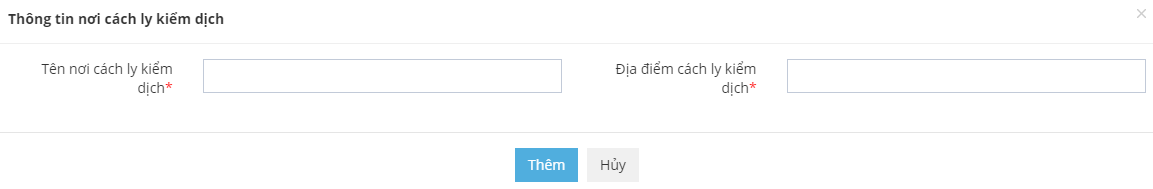 Thông tin nơi cách ly kiểm dịch
×
Tên nơi cách ly kiểm
dịch*
Địa điểm cách ly kiểm
dịch*
Thêm
Hủy